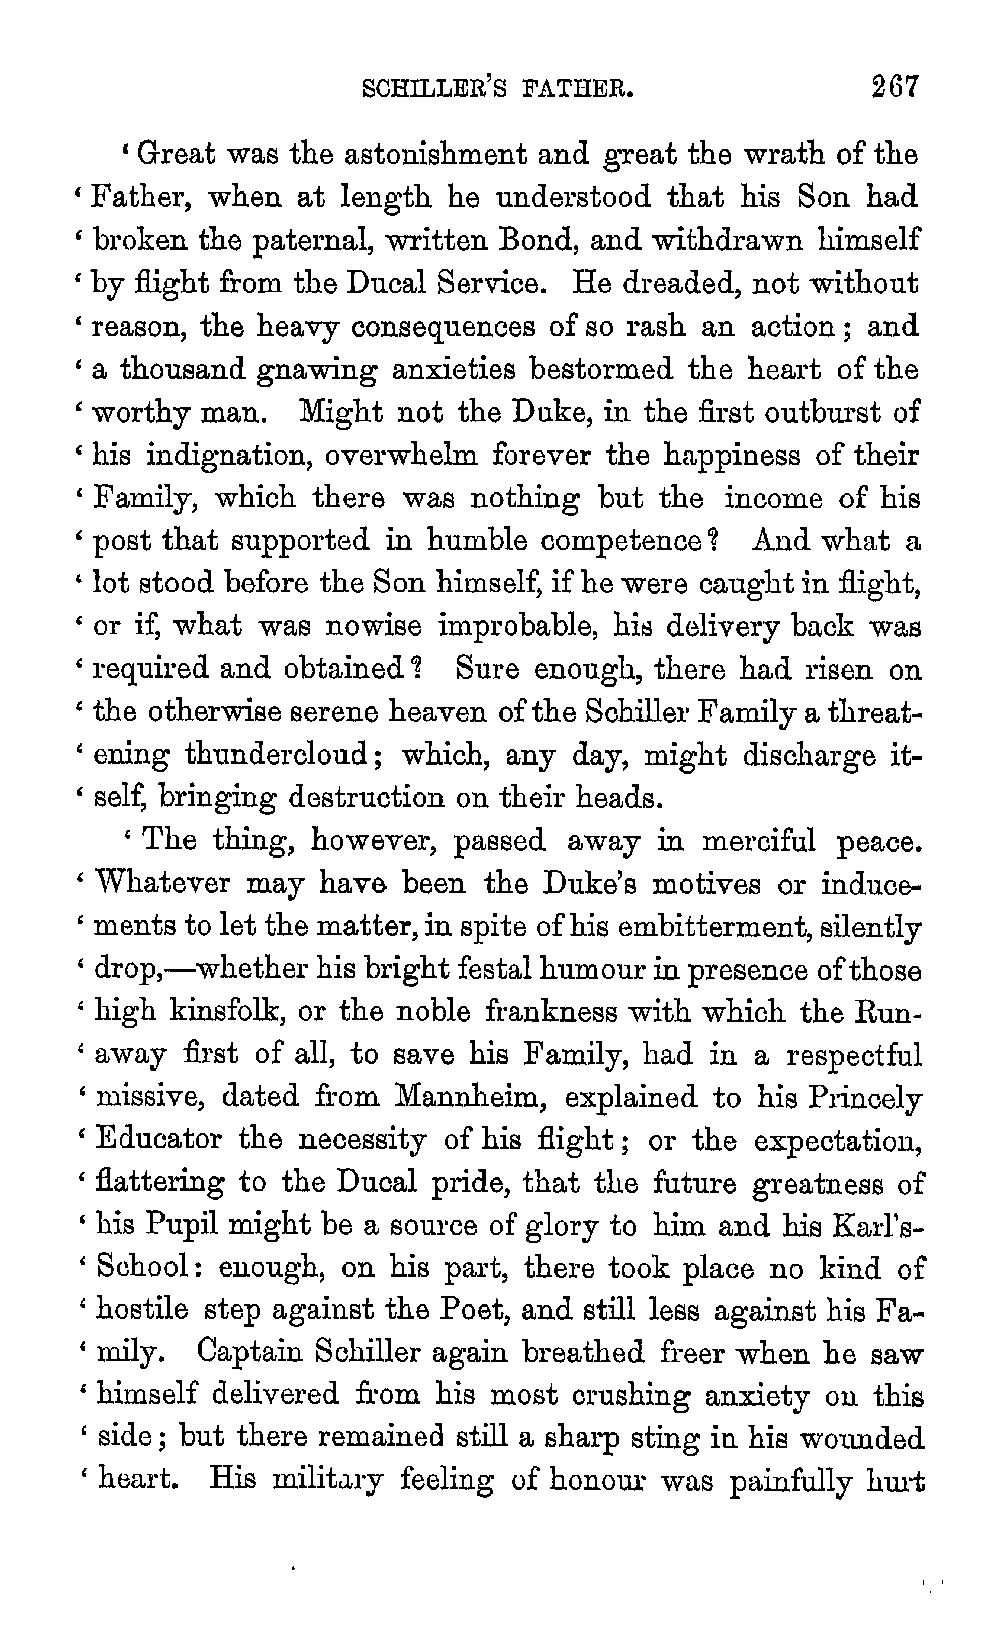 SCHILLER'S FATHER. 267
‘ Great was the astonishment and great the wrath of the
‘ Father, when at length he understood that his Son had
‘ broken the paternal, written Bond, and withdrawn himself
‘ by flight from the Ducal Service. He dreaded, not without
‘ reason, the heavy consequences of so rash an action; and
‘ a thousand gnawing anxieties bestormed the heart of the
‘ worthy man. Might not the Duke, in the first outburst of
‘ his indignation, overwhelm forever the happiness of their
‘ Family, which there was nothing but the income of his
‘ post that supported in humble competence? And what a
‘ lot stood before the Son himself, if he were caught in flight,
‘ or if, what was nowise improbable, his delivery back was
‘ required and obtained? Sure enough, there had risen on
‘ the otherwise serene heaven of the Schiller Family a threat-
‘ ening thundercloud; which, any day, might discharge it-
‘ self, bringing destruction on their heads.
‘ The thing, however, passed away in merciful peace.
‘ Whatever may have been the Duke's motives or induce-
‘ ments to let the matter, in spite of his embitterment, silently
‘ drop,—whether his bright festal humour in presence of those
‘ high kinsfolk, or the noble frankness with which the Run-
‘ away first of all, to save his Family, had in a respectful
‘ missive, dated from Mannheim, explained to his Princely
‘ Educator the necessity of his flight; or the expectation,
‘ flattering to the Ducal pride, that the future greatness of
‘ his Pupil might be a source of glory to him and his Karl's-
‘ School: enough, on his part, there took place no kind of
‘ hostile step against the Poet, and still less against his Fa-
‘ mily. Captain Schiller again breathed freer when he saw
‘ himself delivered from his most crushing anxiety on this
‘ side; but there remained still a sharp sting in his wounded
‘ heart. His military feeling of honour was painfully hurt